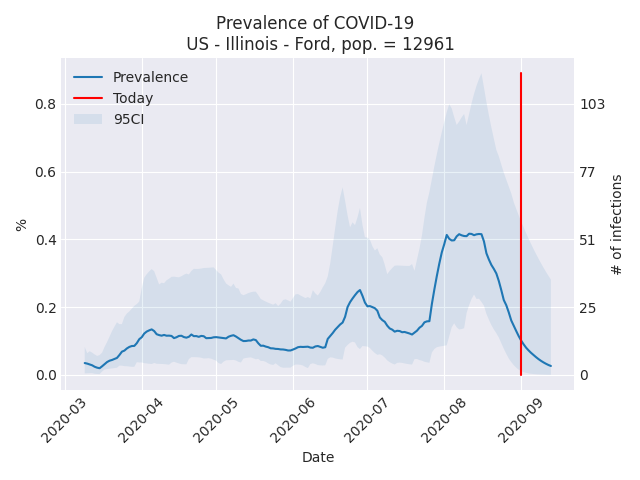 Prevalence of COVID-19
US - Illinois - Ford, pop. = 12961
Prevalence
Today
95CI
0.8
0.6
0.4
0.2
0.0
%
103
77
51
25
0
# of infections
2020-03
2020-04
2020-05
2020-06
2020-07
2020-08
2020-09
Date